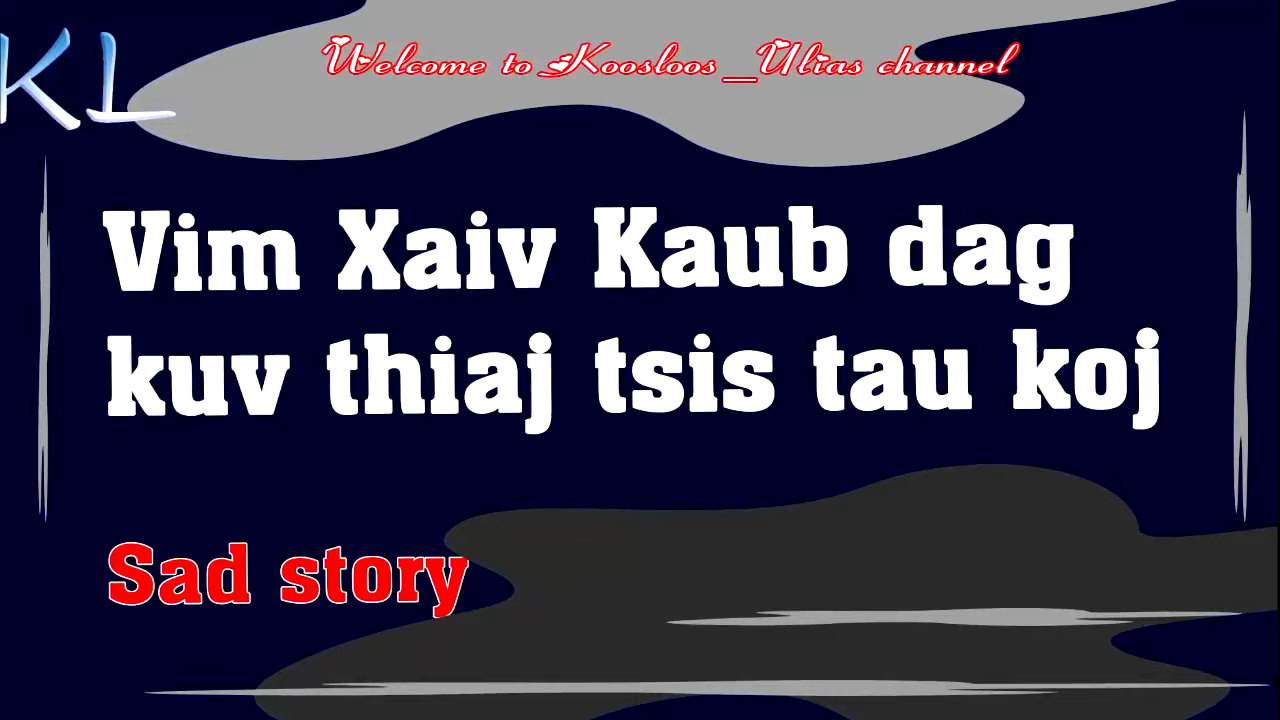 Welcome to Koosloos_Ulias channel
KL
Vim Xaiv Kaub dag
kuv thiaj tsis tau koj
Sad story